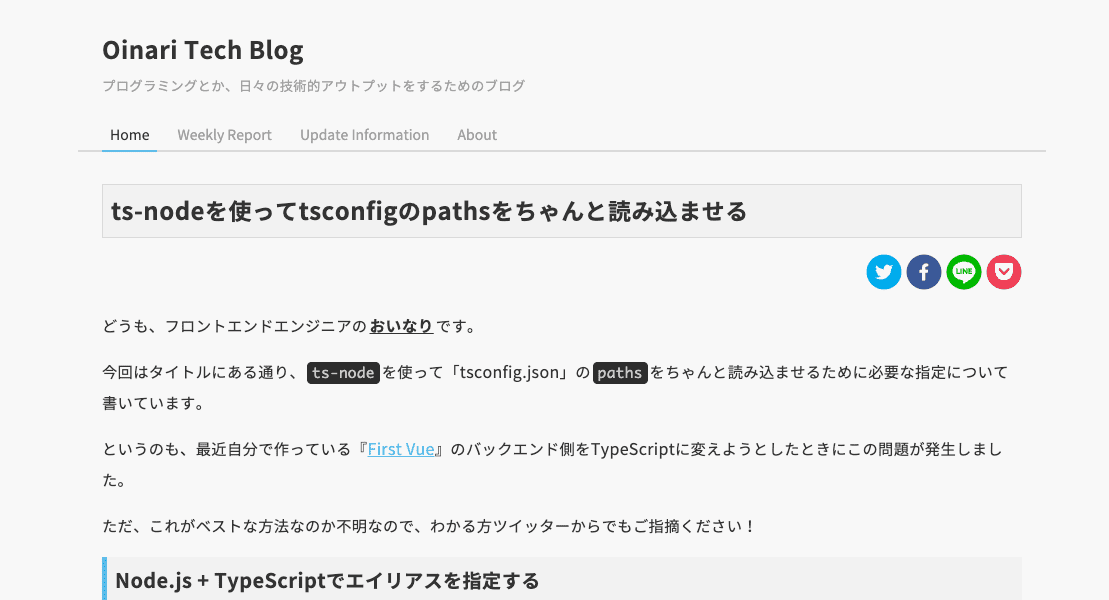 Oinari Tech Blog
プログラミングとか、日々の技術的アウトプットをするためのブログ
Home Weekly Report Update Information About
ts-nodeを使ってtsconfigのpathsをちゃんと読み込ませる
LINE
どうも、フロントエンドエンジニアのおいなりです。
今回はタイトルにある通り、ts-nodeを使って「tsconfig.json」のpathsをちゃんと読み込ませるために必要な指定について
書いています。
というのも、最近自分で作っている『First Vue』のバックエンド側をTypeScriptに変えようとしたときにこの問題が発生しまし
た。
ただ、これがベストな方法なのか不明なので、わかる方ツイッターからでもご指摘ください！
Node.js + TypeScriptでエイリアスを指定する